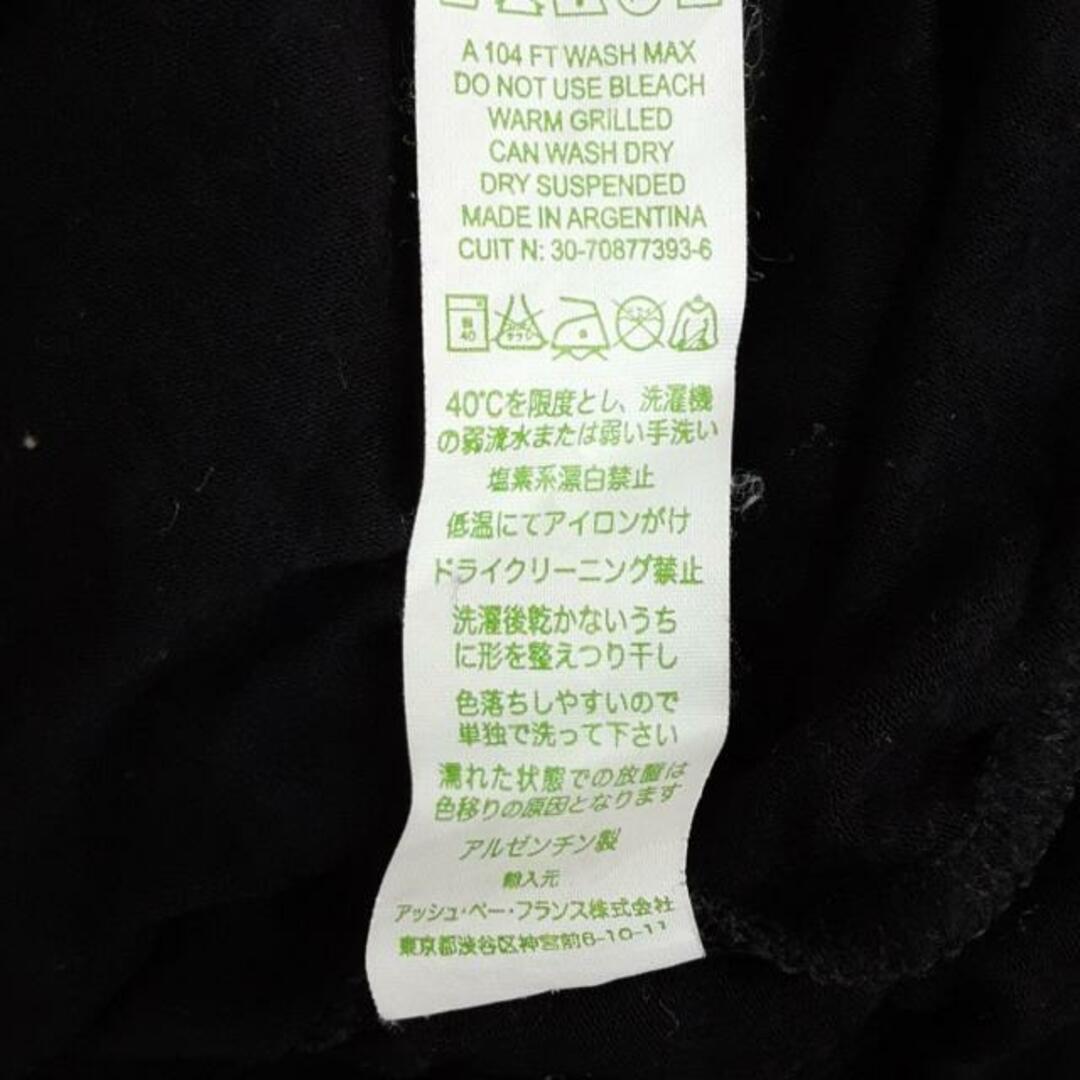 A 104 FT WASH MAX
DO NOT USE BLEACH
WARM GRILLED
CAN WASH DRY
DRY SUSPENDED
MADE IN ARGENTINA
CUIT N: 30-70877393-6
弱 40
40℃を限度とし、洗濯機
の弱流水または弱い手洗い
塩素系漂白禁止
低温にてアイロンがけ
ドライクリーニング禁止
洗濯後乾かないうち
に形を整えつり干し
色落ちしやすいので
単独で洗って下さい
濡れた状態での放置は
色移りの原因となります
アルゼンチン製
輸入元
アッシュ・ペー・フランス株式会社
東京都渋谷区神宮前6-10-11